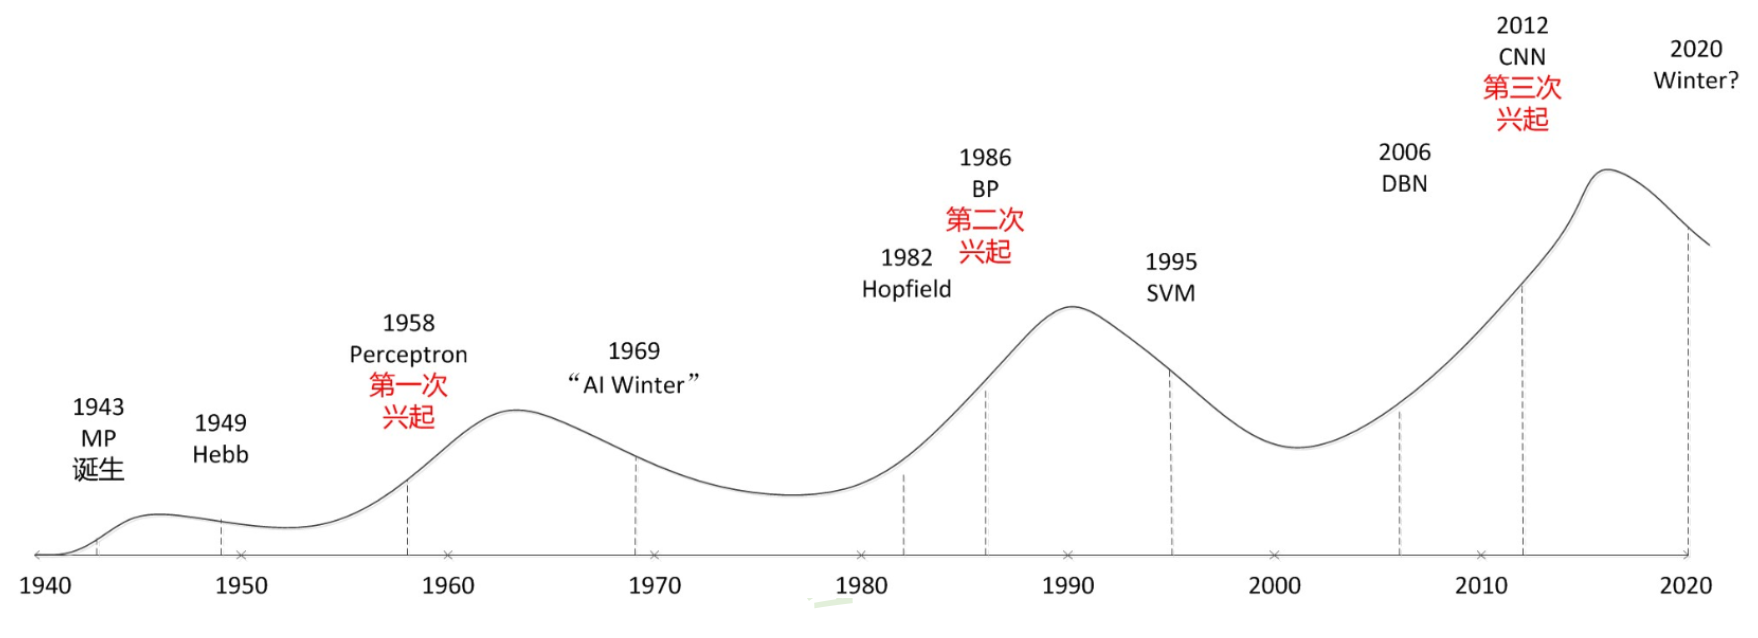 1943
MP
诞生
1949
Hebb
1958
Perceptron
第一次
兴起
1969
“AI Winter”
1982
Hopfield
1986
BP
第二次
兴起
1995
SVM
2006
DBN
2012
CNN
第三次
兴起
2020
Winter?
1940 1950 1960 1970 1980 1990 2000 2010 2020